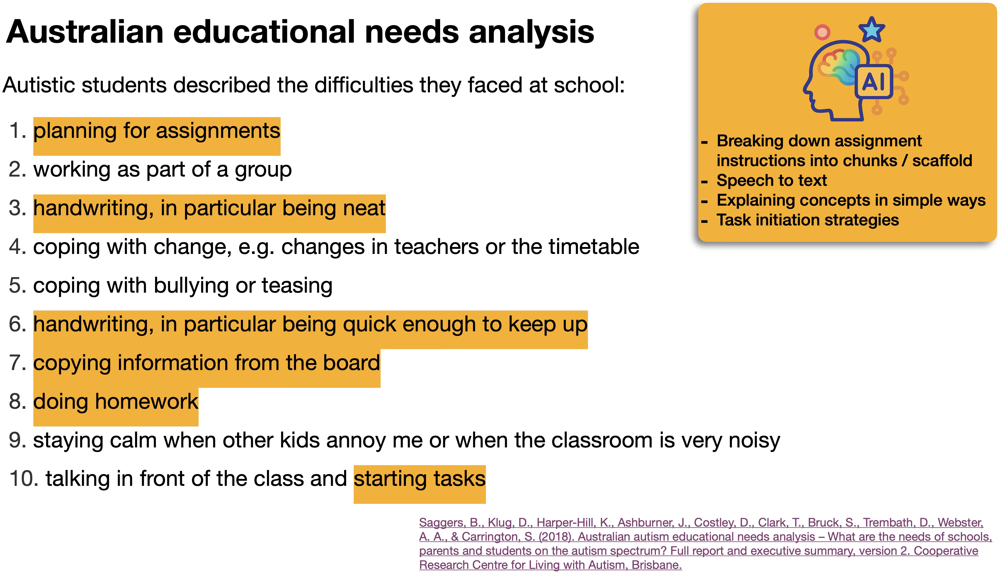 Australian educational needs analysis
Autistic students described the difficulties they faced at school:
1. planning for assignments
2. working as part of a group
3. handwriting, in particular being neat
4. coping with change, e.g. changes in teachers or the timetable
5. coping with bullying or teasing
6. handwriting, in particular being quick enough to keep up
7. copying information from the board
8. doing homework
9. staying calm when other kids annoy me or when the classroom is very noisy
10. talking in front of the class and starting tasks
AI
- Breaking down assignment
instructions into chunks / scaffold
- Speech to text
- Explaining concepts in simple ways
- Task initiation strategies
Saggers, B., Klug, D., Harper-Hill, K., Ashburner, J., Costley, D., Clark, T., Bruck, S., Trembath, D., Webster,
A. A., & Carrington, S. (2018). Australian autism educational needs analysis – What are the needs of schools,
parents and students on the autism spectrum? Full report and executive summary, version 2. Cooperative
Research Centre for Living with Autism, Brisbane.